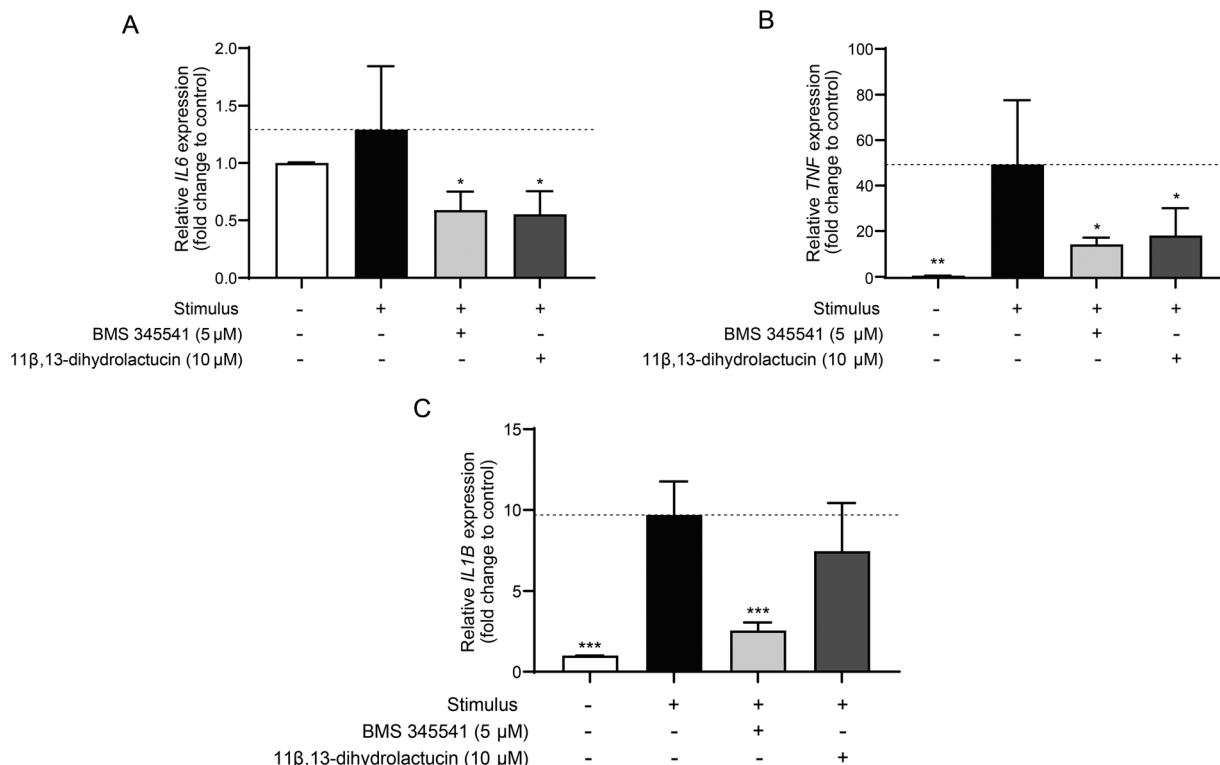 A
Relative IL6 expression
(fold change to control)
2.0
1.5
1.0
0.5
0.0
* *
Stimulus - + + +
BMS 345541 (5 µM) - - + -
11β,13-dihydrolactucin (10 µM) - - - +
B
Relative TNF expression
(fold change to control)
100
80
60
40
20
0
** * *
Stimulus - + + +
BMS 345541 (5 µM) - - + -
11β,13-dihydrolactucin (10 µM) - - - +
C
Relative IL1B expression
(fold change to control)
15
10
5
0
*** ***
Stimulus - + + +
BMS 345541 (5 µM) - - + -
11β,13-dihydrolactucin (10 µM) - - - +